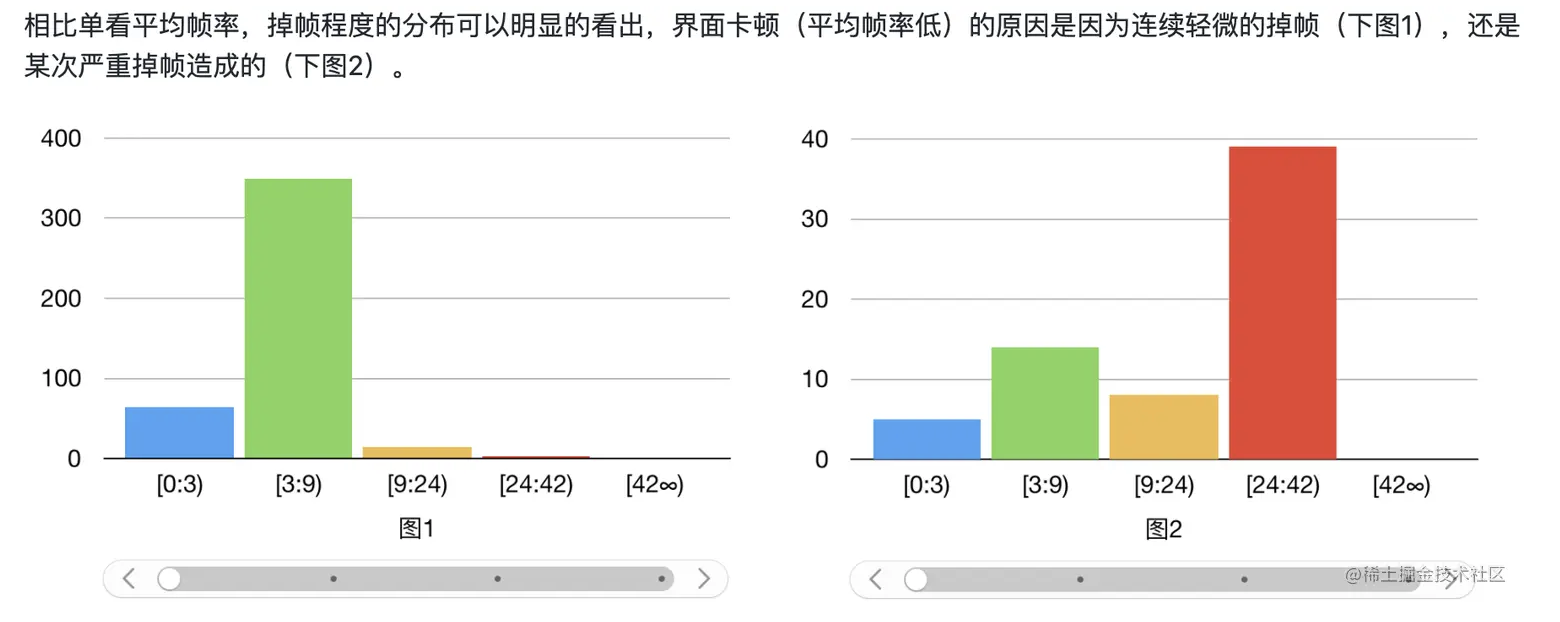 相比单看平均帧率，掉帧程度的分布可以明显的看出，界面卡顿（平均帧率低）的原因是因为连续轻微的掉帧（下图1），还是
某次严重掉帧造成的（下图2）。
400
300
200
100
0
[0:3) [3:9) [9:24) [24:42) [42∞)
图1
40
30
20
10
0
[0:3) [3:9) [9:24) [24:42) [42∞)
图2
@稀土掘金技术社区